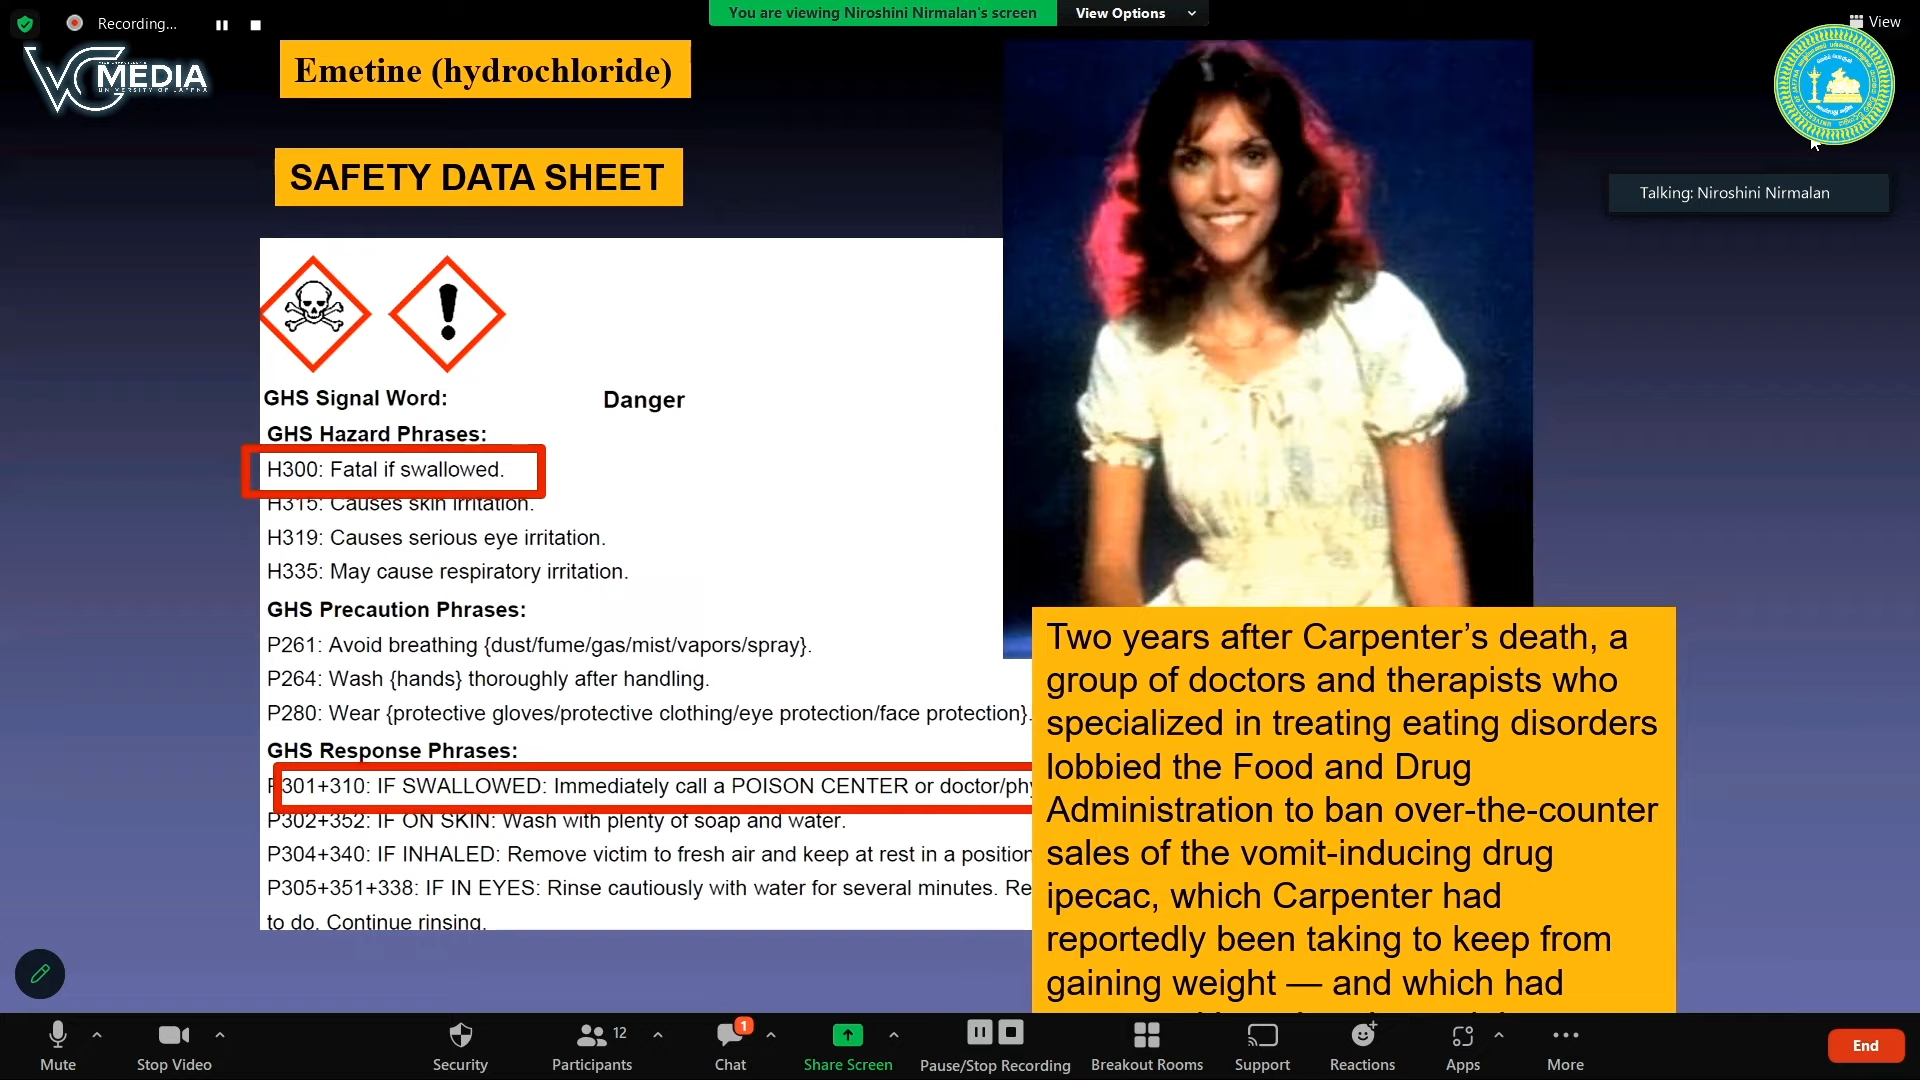 Recording...
You are viewing Niroshini Nirmalan's screen
View Options
View
MEDIA
UNIVERSITY OF JAFFNA
Emetine (hydrochloride)
SAFETY DATA SHEET
Talking: Niroshini Nirmalan
GHS Signal Word: Danger
GHS Hazard Phrases:
H300: Fatal if swallowed.
H315: Causes skin irritation.
H319: Causes serious eye irritation.
H335: May cause respiratory irritation.
GHS Precaution Phrases:
P261: Avoid breathing {dust/fume/gas/mist/vapors/spray}.
P264: Wash {hands} thoroughly after handling.
P280: Wear {protective gloves/protective clothing/eye protection/face protection}.
GHS Response Phrases:
P301+310: IF SWALLOWED: Immediately call a POISON CENTER or doctor/phy
P302+352: IF ON SKIN: Wash with plenty of soap and water.
P304+340: IF INHALED: Remove victim to fresh air and keep at rest in a position
P305+351+338: IF IN EYES: Rinse cautiously with water for several minutes. Re
to do. Continue rinsing.
Two years after Carpenter’s death, a
group of doctors and therapists who
specialized in treating eating disorders
lobbied the Food and Drug
Administration to ban over-the-counter
sales of the vomit-inducing drug
ipecac, which Carpenter had
reportedly been taking to keep from
gaining weight — and which had
Mute
Stop Video
Security
Participants
12
Chat
1
Share Screen
Pause/Stop Recording
Breakout Rooms
Support
Reactions
Apps
More
End